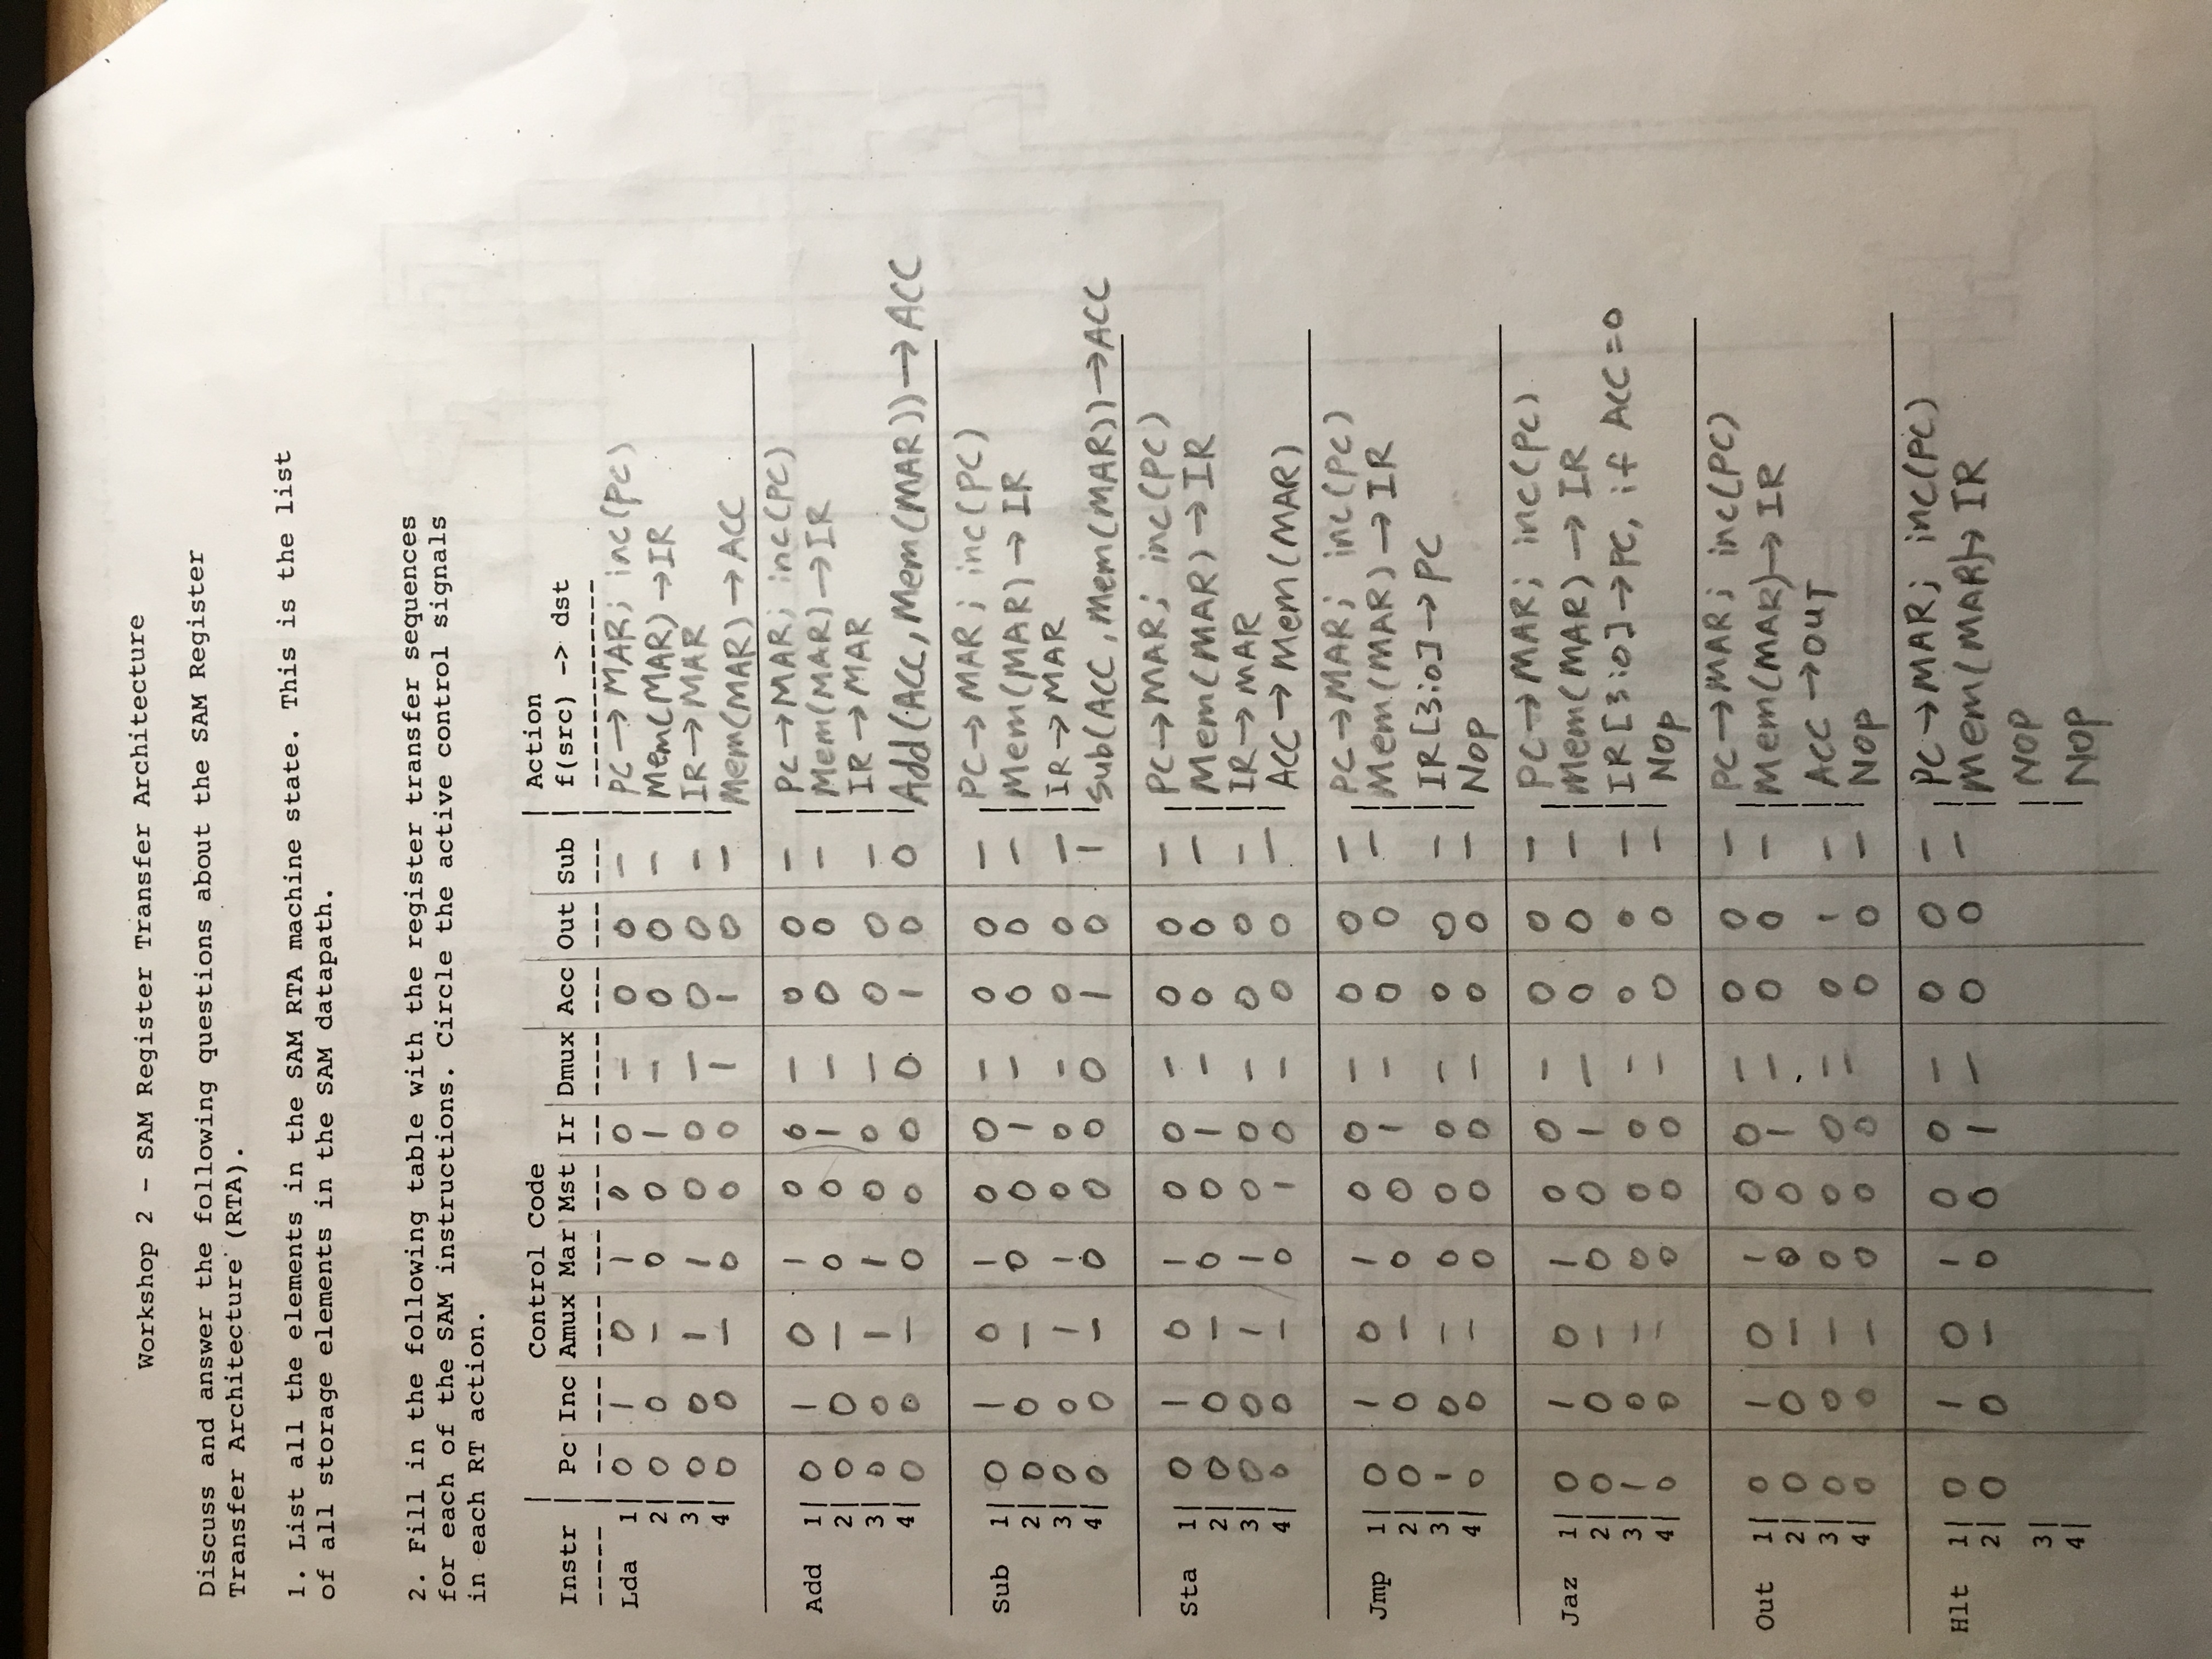 Workshop 2 - SAM Register Transfer Architecture
Discuss and answer the following questions about the SAM Register
Transfer Architecture (RTA).
1. List all the elements in the SAM RTA machine state. This is the list
of all storage elements in the SAM datapath.
2. Fill in the following table with the register transfer sequences
for each of the SAM instructions. Circle the active control signals
in each RT action.
| Control Code | Action
Instr | Pc Inc Amux Mar Mst Ir Dmux Acc Out Sub | f(src) -> dst
----- -- --- ---- --- --- -- ---- --- --- --- -------------
Lda 1| 0 1 0 1 0 0 - 0 0 - | PC → MAR; inc(PC)
2| 0 0 - 0 0 1 - 0 0 - | Mem(MAR) → IR
3| 0 0 1 1 0 0 - 0 0 - | IR → MAR
4| 0 0 - 0 0 0 1 1 0 - | Mem(MAR) → ACC
Add 1| 0 1 0 1 0 0 - 0 0 - | PC → MAR; inc(PC)
2| 0 0 - 0 0 1 - 0 0 - | Mem(MAR) → IR
3| 0 0 1 1 0 0 - 0 0 - | IR → MAR
4| 0 0 - 0 0 0 0 1 0 0 | Add(ACC, Mem(MAR)) → ACC
Sub 1| 0 1 0 1 0 0 - 0 0 - | PC → MAR; inc(PC)
2| 0 0 - 0 0 1 - 0 0 - | Mem(MAR) → IR
3| 0 0 1 1 0 0 - 0 0 - | IR → MAR
4| 0 0 - 0 0 0 0 1 0 1 | Sub(ACC, Mem(MAR)) → ACC
Sta 1| 0 1 0 1 0 0 - 0 0 - | PC → MAR; inc(PC)
2| 0 0 - 0 0 1 - 0 0 - | Mem(MAR) → IR
3| 0 0 1 1 0 0 - 0 0 - | IR → MAR
4| 0 0 - 0 1 0 - 0 0 - | ACC → Mem(MAR)
Jmp 1| 0 1 0 1 0 0 - 0 0 - | PC → MAR; inc(PC)
2| 0 0 - 0 0 1 - 0 0 - | Mem(MAR) → IR
3| 1 0 - 0 0 0 - 0 0 - | IR[3:0] → PC
4| 0 0 - 0 0 0 - 0 0 - | Nop
Jaz 1| 0 1 0 1 0 0 - 0 0 - | PC → MAR; inc(PC)
2| 0 0 - 0 0 1 - 0 0 - | Mem(MAR) → IR
3| 1 0 - 0 0 0 - 0 0 - | IR[3:0] → PC, if ACC=0
4| 0 0 - 0 0 0 - 0 0 - | Nop
Out 1| 0 1 0 1 0 0 - 0 0 - | PC → MAR; inc(PC)
2| 0 0 - 0 0 1 - 0 0 - | Mem(MAR) → IR
3| 0 0 - 0 0 0 - 0 1 - | ACC → OUT
4| 0 0 - 0 0 0 - 0 0 - | Nop
Hlt 1| 0 1 0 1 0 0 - 0 0 - | PC → MAR; inc(PC)
2| 0 0 - 0 0 1 - 0 0 - | Mem(MAR) → IR
3| | NOP
4| | NOP